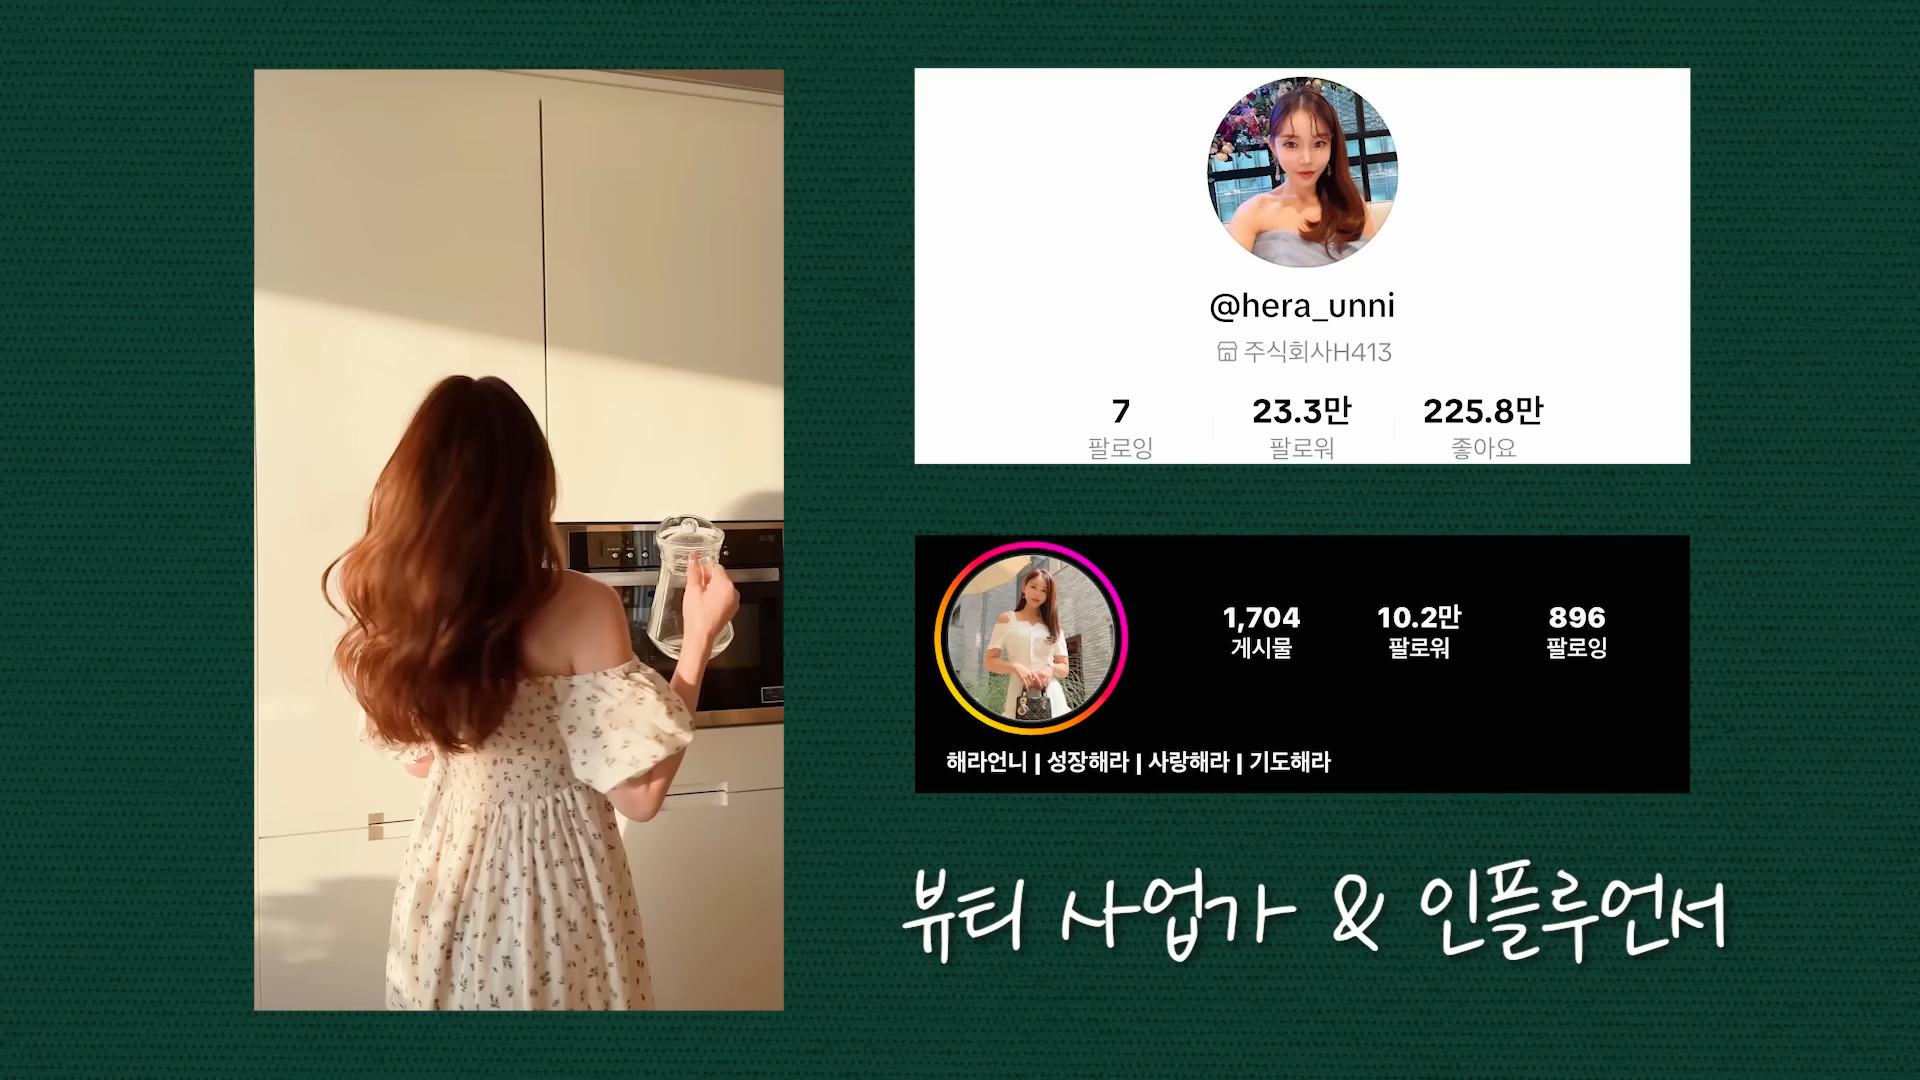 @hera_unni
주식회사H413
7 23.3만 225.8만
팔로잉 팔로워 좋아요
1,704 10.2만 896
게시물 팔로워 팔로잉
해라언니 | 성장해라 | 사랑해라 | 기도해라
뷰티 사업가 & 인플루언서